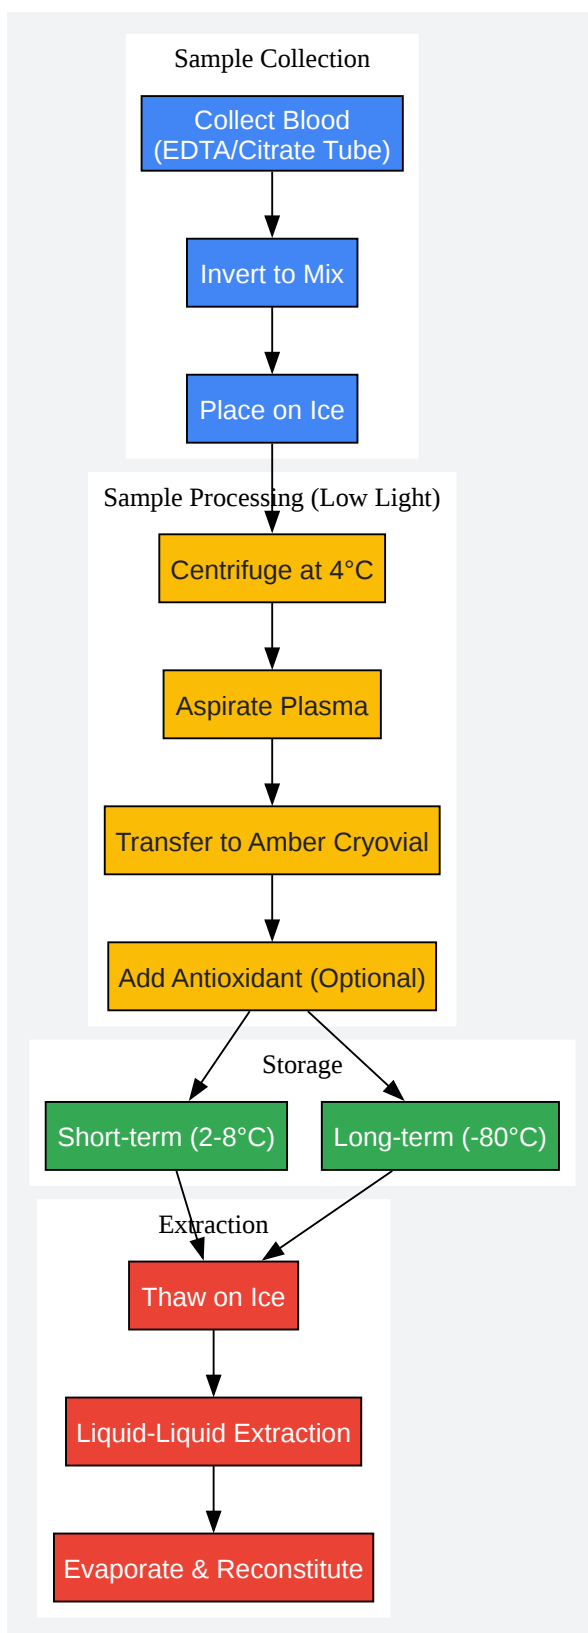 Sample Collection
Collect Blood
(EDTA/Citrate Tube)
Invert to Mix
Place on Ice
Sample Processing (Low Light)
Centrifuge at 4°C
Aspirate Plasma
Transfer to Amber Cryovial
Add Antioxidant (Optional)
Storage
Short-term (2-8°C)
Long-term (-80°C)
Extraction
Thaw on Ice
Liquid-Liquid Extraction
Evaporate & Reconstitute